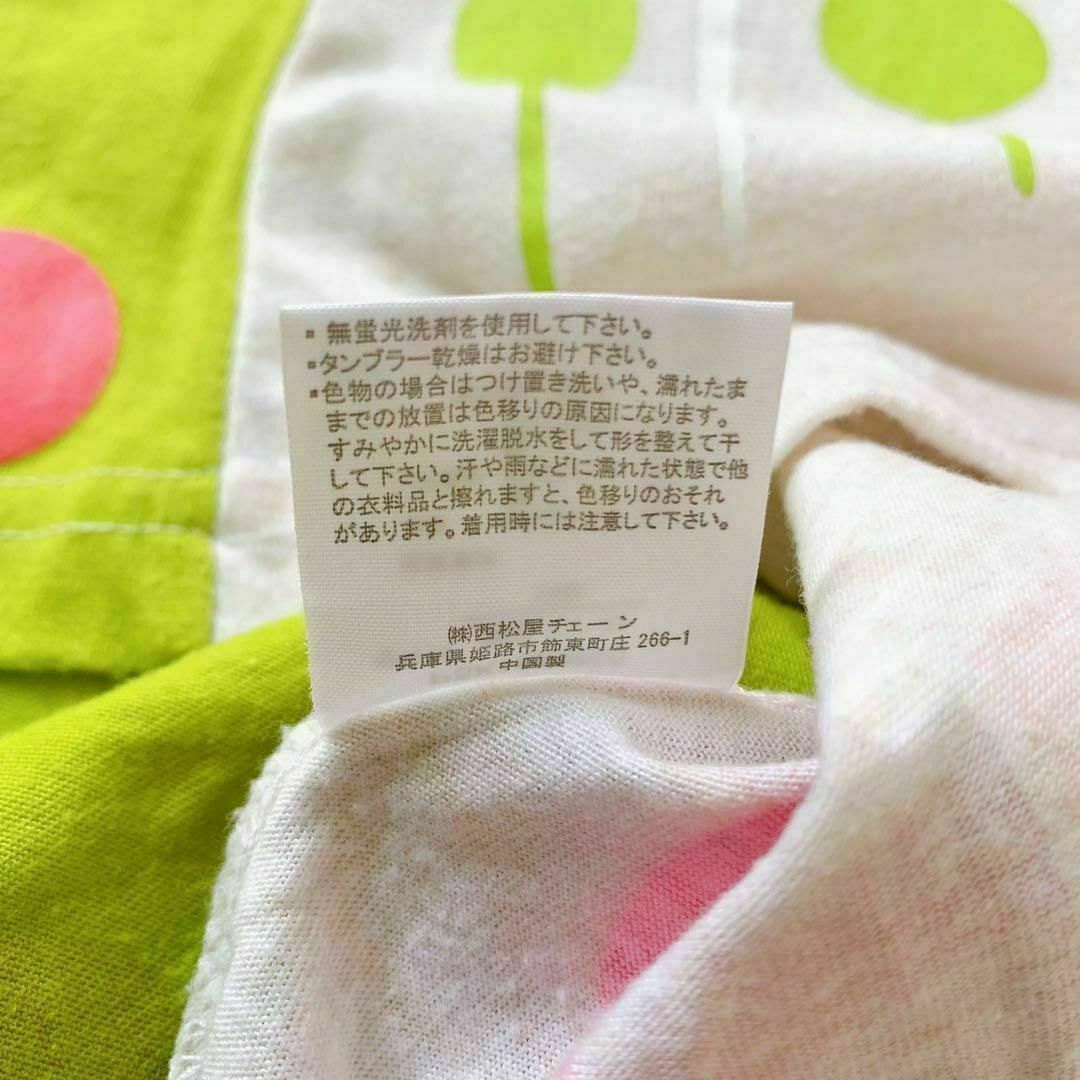 ▪無蛍光洗剤を使用して下さい。
▪タンブラー乾燥はお避け下さい。
▪色物の場合はつけ置き洗いや、濡れたま
までの放置は色移りの原因になります。
すみやかに洗濯脱水をして形を整えて干
して下さい。汗や雨などに濡れた状態で他
の衣料品と擦れますと、色移りのおそれ
があります。着用時には注意して下さい。
㈱西松屋チェーン
兵庫県姫路市飾東町庄 266-1
中國製